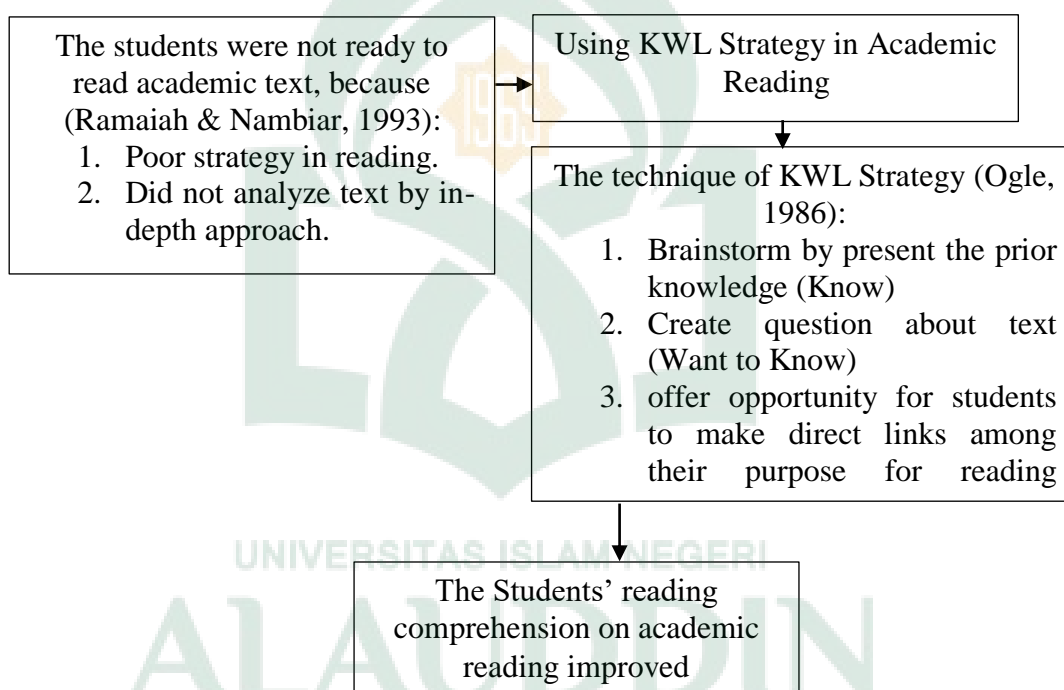 The students were not ready to
read academic text, because
(Ramaiah & Nambiar, 1993):
1. Poor strategy in reading.
2. Did not analyze text by in-
depth approach.
Using KWL Strategy in Academic
Reading
The technique of KWL Strategy (Ogle,
1986):
1. Brainstorm by present the prior
knowledge (Know)
2. Create question about text
(Want to Know)
3. offer opportunity for students
to make direct links among
their purpose for reading
The Students’ reading
comprehension on academic
reading improved
1965
UNIVERSITAS ISLAM NEGERI
ALAUDDIN